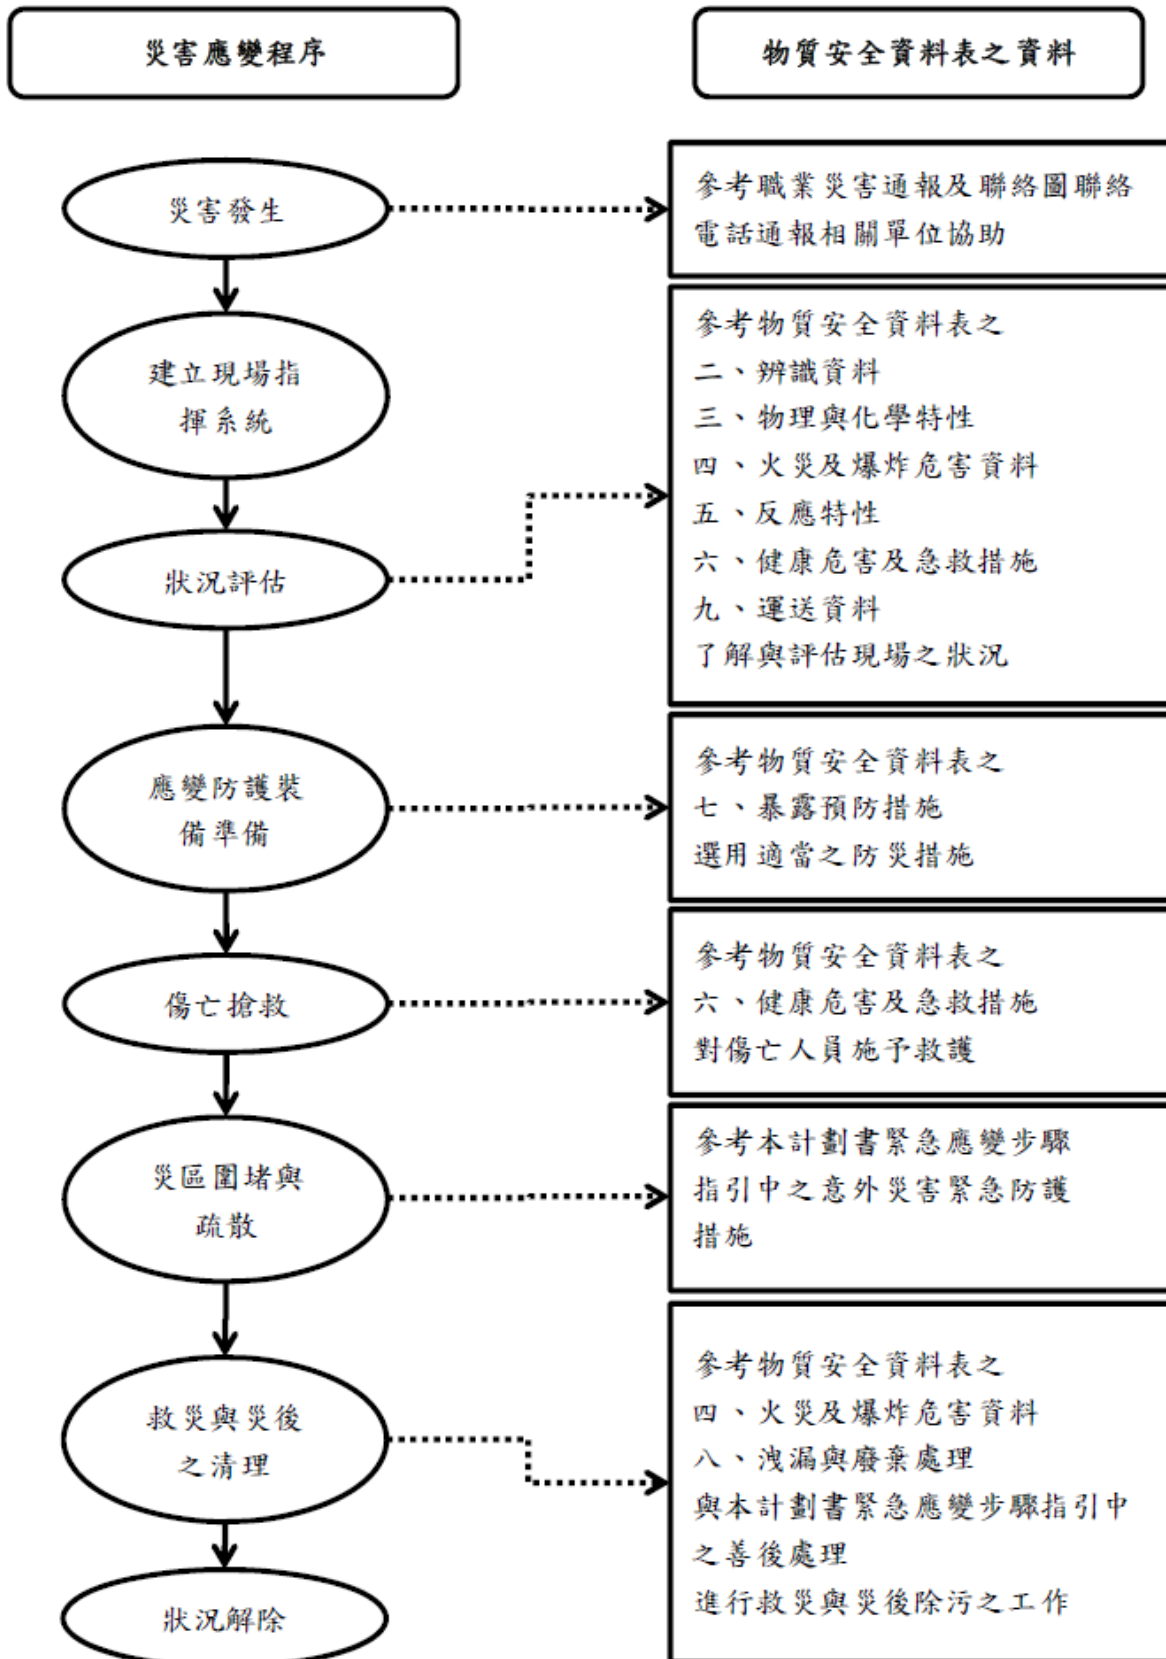 災害應變程序
物質安全資料表之資料
災害發生
參考職業災害通報及聯絡圖聯絡
電話通報相關單位協助
建立現場指
揮系統
狀況評估
參考物質安全資料表之
二、辨識資料
三、物理與化學特性
四、火災及爆炸危害資料
五、反應特性
六、健康危害及急救措施
九、運送資料
了解與評估現場之狀況
應變防護裝
備準備
參考物質安全資料表之
七、暴露預防措施
選用適當之防災措施
傷亡搶救
參考物質安全資料表之
六、健康危害及急救措施
對傷亡人員施予救護
災區圍堵與
疏散
參考本計劃書緊急應變步驟
指引中之意外災害緊急防護
措施
救災與災後
之清理
參考物質安全資料表之
四、火災及爆炸危害資料
八、洩漏與廢棄處理
與本計劃書緊急應變步驟指引中
之善後處理
進行救災與災後除污之工作
狀況解除